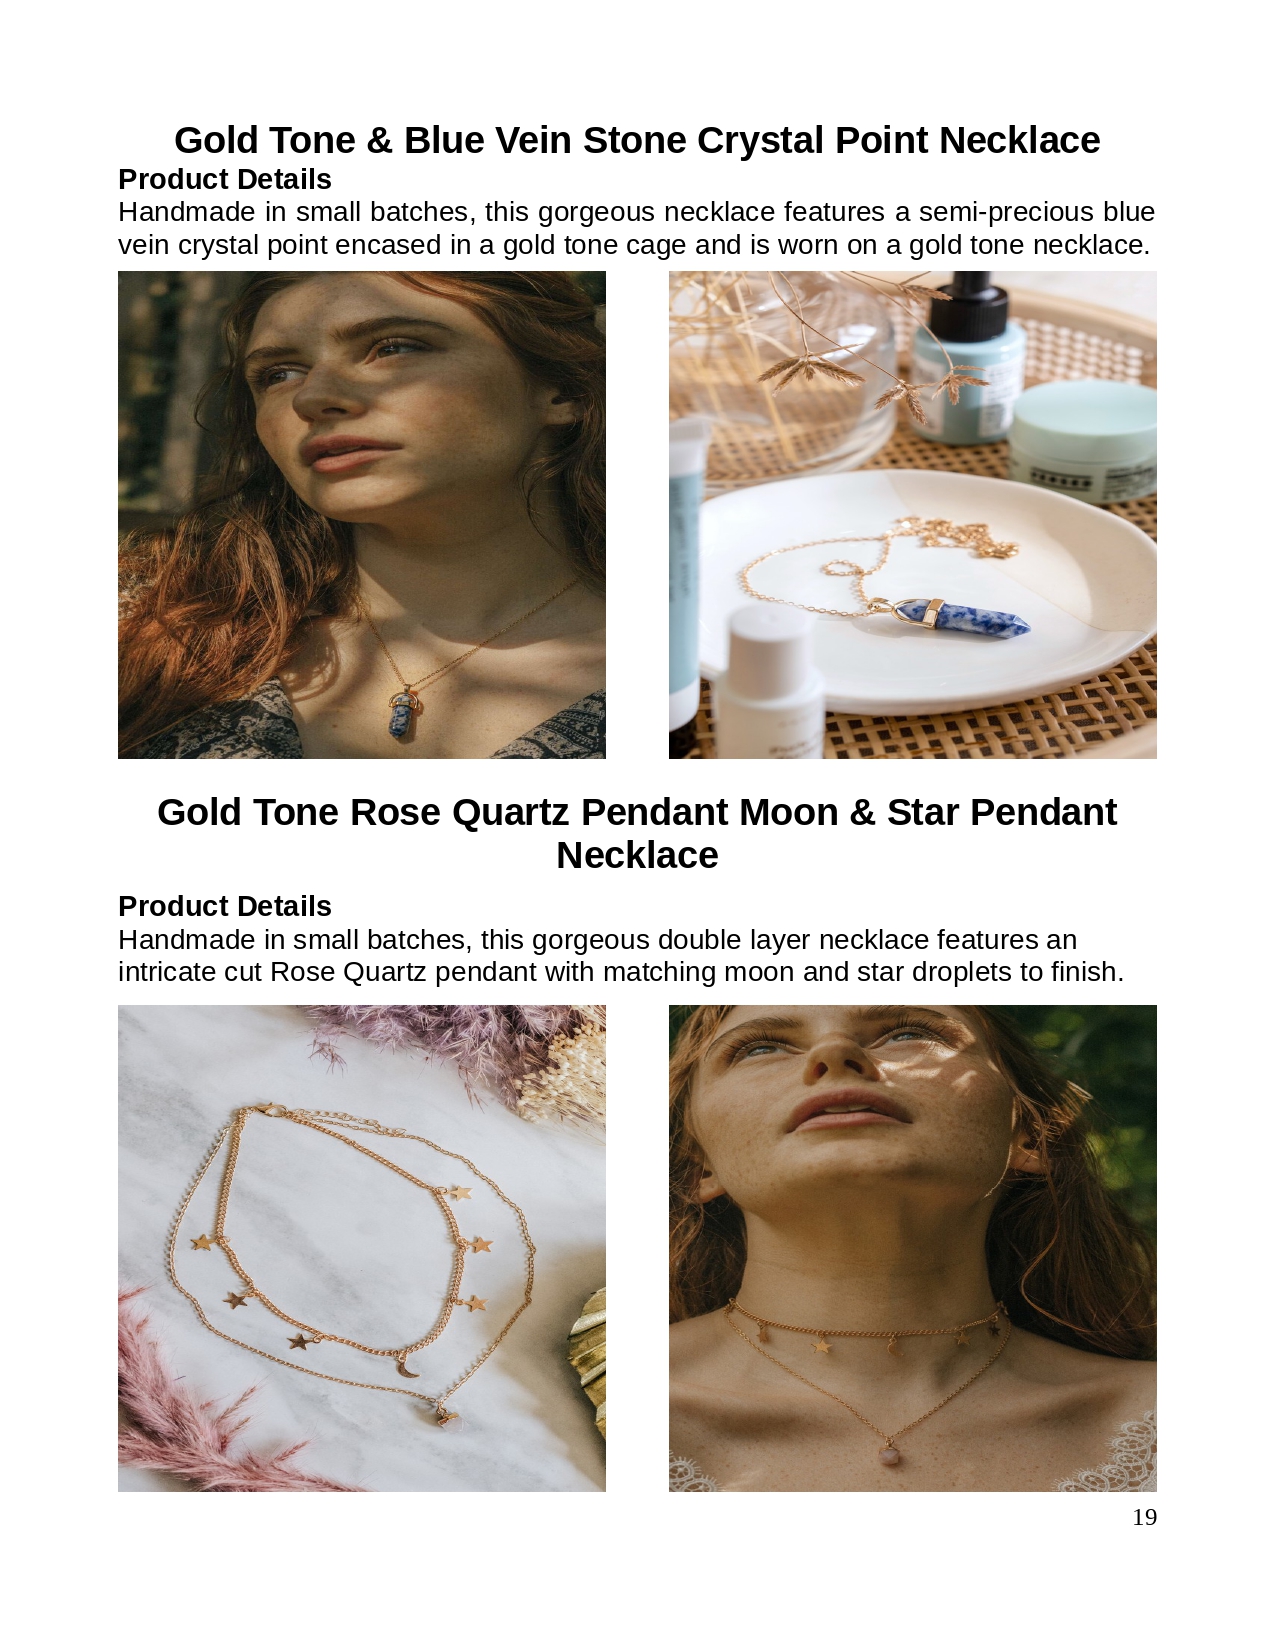 Gold Tone & Blue Vein Stone Crystal Point Necklace
Product Details
Handmade in small batches, this gorgeous necklace features a semi-precious blue
vein crystal point encased in a gold tone cage and is worn on a gold tone necklace.
Gold Tone Rose Quartz Pendant Moon & Star Pendant
Necklace
Product Details
Handmade in small batches, this gorgeous double layer necklace features an
intricate cut Rose Quartz pendant with matching moon and star droplets to finish.
19